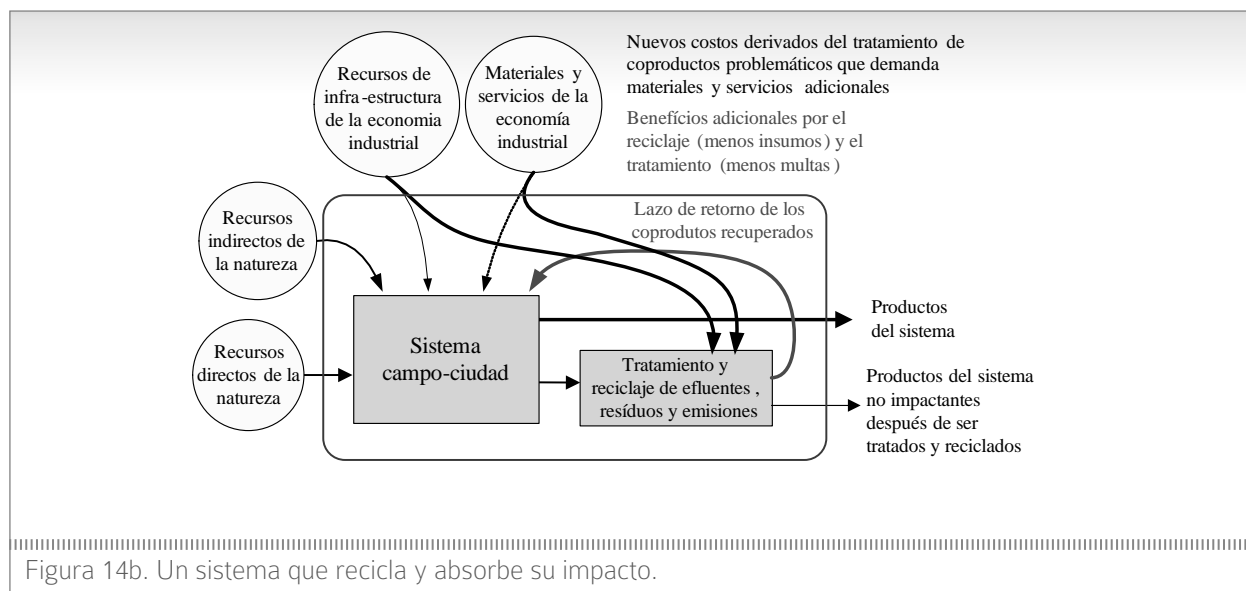 Recursos de
infra-estructura
de la economia
industrial
Materiales y
servicios de la
economía
industrial
Nuevos costos derivados del tratamiento de
coproductos problemáticos que demanda
materiales y servicios adicionales
Benefícios adicionales por el
reciclaje (menos insumos) y el
tratamiento (menos multas)
Recursos
indirectos de
la natureza
Lazo de retorno de los
coprodutos recuperados
Recursos
directos de la
natureza
Sistema
campo-ciudad
Tratamiento y
reciclaje de efluentes,
resíduos y emisiones
Productos
del sistema
Productos del sistema
no impactantes
después de ser
tratados y reciclados
Figura 14b. Un sistema que recicla y absorbe su impacto.